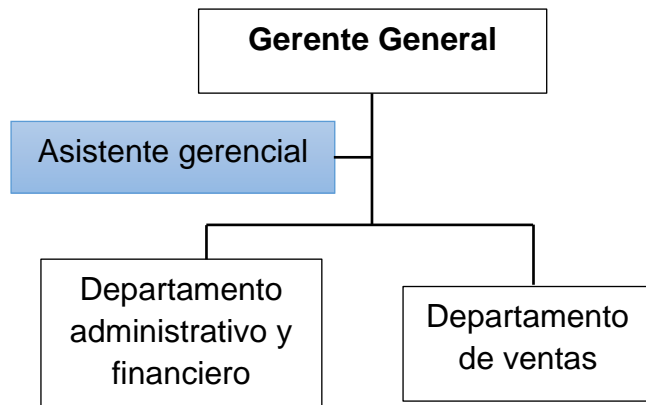 Gerente General
Asistente gerencial
Departamento
administrativo y
financiero
Departamento
de ventas